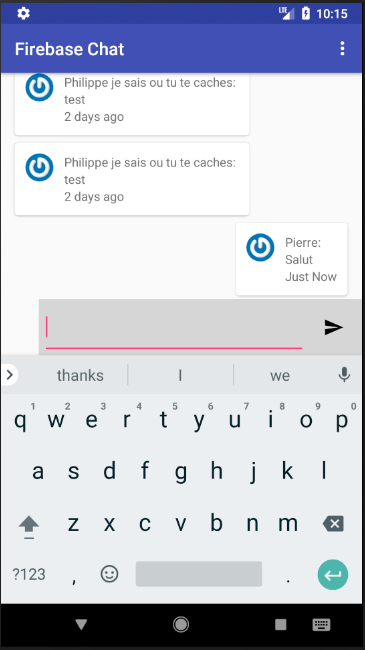 LTE 10:15
Firebase Chat
Philippe je sais ou tu te caches:
test
2 days ago
Philippe je sais ou tu te caches:
test
2 days ago
Pierre:
Salut
Just Now
thanks I we
1 2 3 4 5 6 7 8 9 0
q w e r t y u i o p
a s d f g h j k l
z x c v b n m
?123 , .